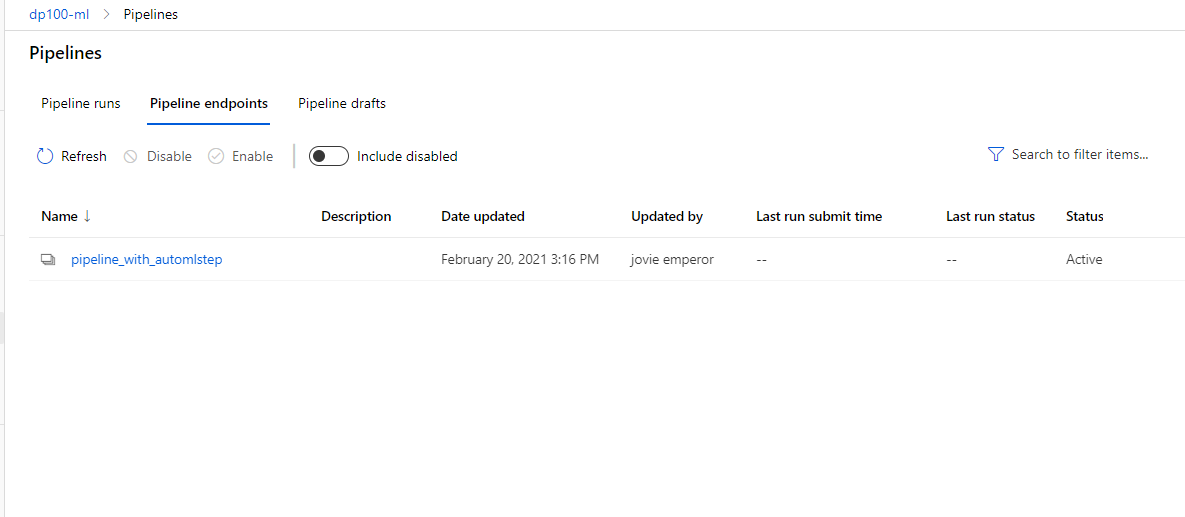 dp100-ml > Pipelines
Pipelines
Pipeline runs Pipeline endpoints Pipeline drafts
Refresh Disable Enable Include disabled Search to filter items...
Name ↓ Description Date updated Updated by Last run submit time Last run status Status
pipeline_with_automlstep February 20, 2021 3:16 PM jovie emperor -- -- Active